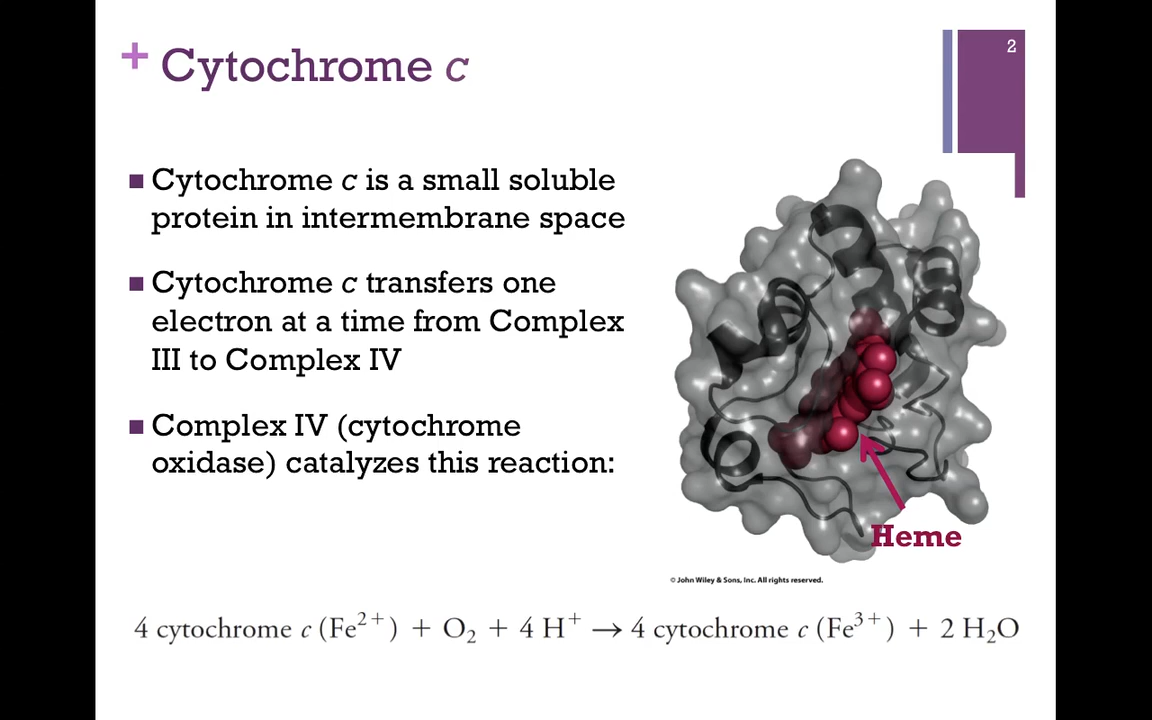 + Cytochrome c
2
■ Cytochrome c is a small soluble
protein in intermembrane space
■ Cytochrome c transfers one
electron at a time from Complex
III to Complex IV
■ Complex IV (cytochrome
oxidase) catalyzes this reaction:
Heme
© John Wiley & Sons, Inc. All rights reserved.
4 cytochrome c (Fe²⁺) + O₂ + 4 H⁺ → 4 cytochrome c (Fe³⁺) + 2 H₂O